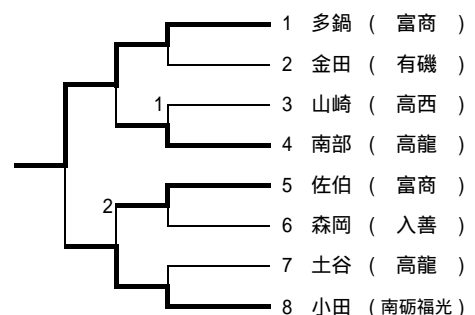 1 多鍋 ( 富商 )
2 金田 ( 有磯 )
1
3 山崎 ( 高西 )
4 南部 ( 高龍 )
5 佐伯 ( 富商 )
2
6 森岡 ( 入善 )
7 土谷 ( 高龍 )
8 小田 ( 南砺福光 )